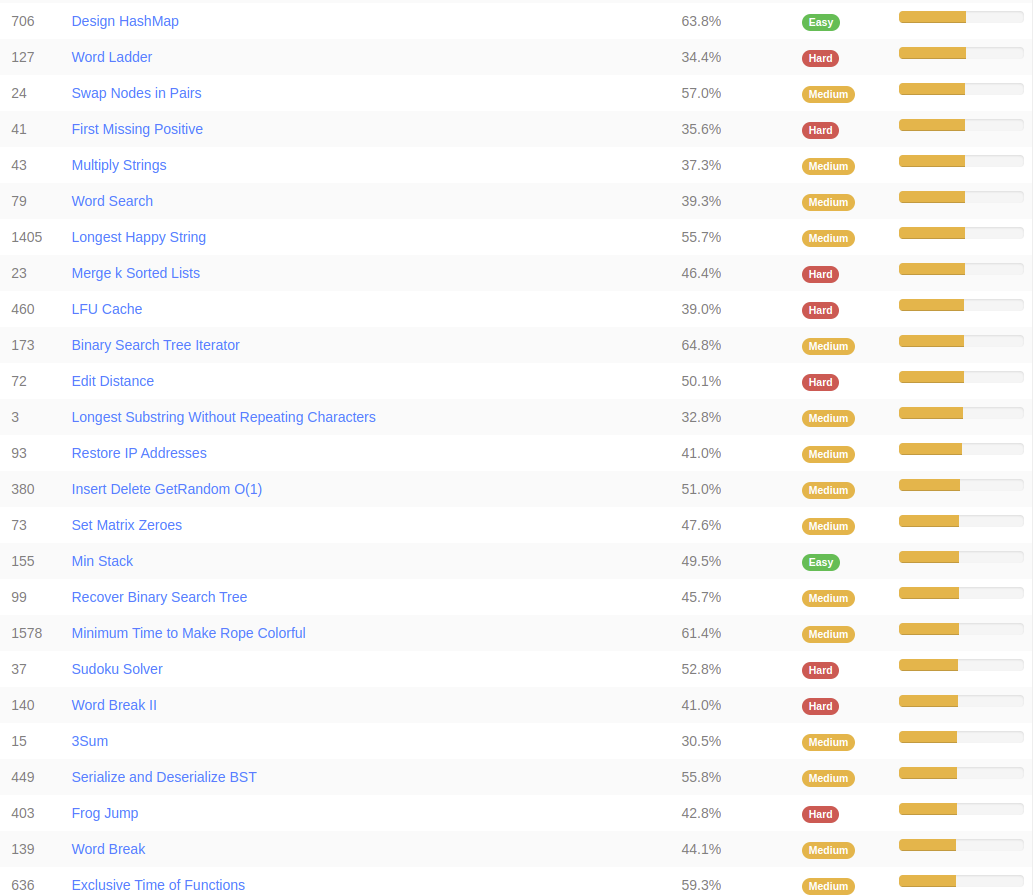 706 Design HashMap 63.8% Easy
127 Word Ladder 34.4% Hard
24 Swap Nodes in Pairs 57.0% Medium
41 First Missing Positive 35.6% Hard
43 Multiply Strings 37.3% Medium
79 Word Search 39.3% Medium
1405 Longest Happy String 55.7% Medium
23 Merge k Sorted Lists 46.4% Hard
460 LFU Cache 39.0% Hard
173 Binary Search Tree Iterator 64.8% Medium
72 Edit Distance 50.1% Hard
3 Longest Substring Without Repeating Characters 32.8% Medium
93 Restore IP Addresses 41.0% Medium
380 Insert Delete GetRandom O(1) 51.0% Medium
73 Set Matrix Zeroes 47.6% Medium
155 Min Stack 49.5% Easy
99 Recover Binary Search Tree 45.7% Medium
1578 Minimum Time to Make Rope Colorful 61.4% Medium
37 Sudoku Solver 52.8% Hard
140 Word Break II 41.0% Hard
15 3Sum 30.5% Medium
449 Serialize and Deserialize BST 55.8% Medium
403 Frog Jump 42.8% Hard
139 Word Break 44.1% Medium
636 Exclusive Time of Functions 59.3% Medium